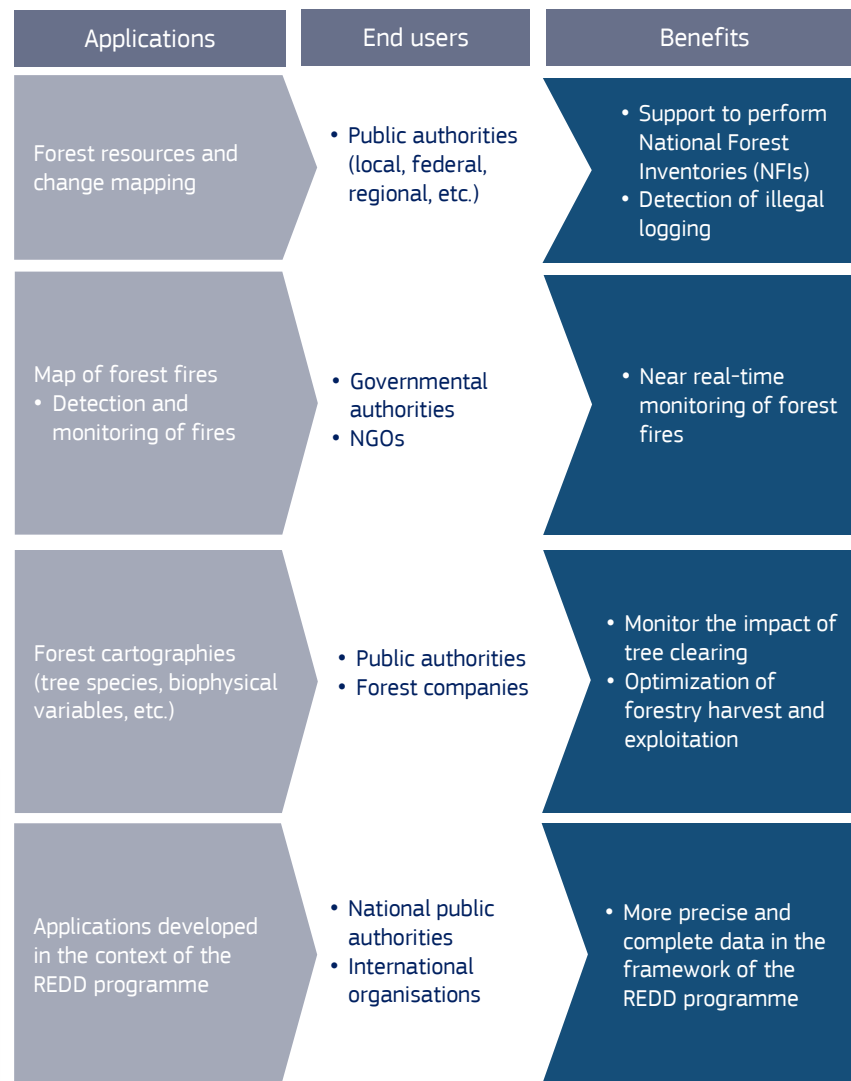 Applications
End users
Benefits
Forest resources and
change mapping
• Public authorities
(local, federal,
regional, etc.)
• Support to perform
National Forest
Inventories (NFIs)
• Detection of illegal
logging
Map of forest fires
• Detection and
monitoring of fires
• Governmental
authorities
• NGOs
• Near real-time
monitoring of forest
fires
Forest cartographies
(tree species, biophysical
variables, etc.)
• Public authorities
• Forest companies
• Monitor the impact of
tree clearing
• Optimization of
forestry harvest and
exploitation
Applications developed
in the context of the
REDD programme
• National public
authorities
• International
organisations
• More precise and
complete data in the
framework of the
REDD programme